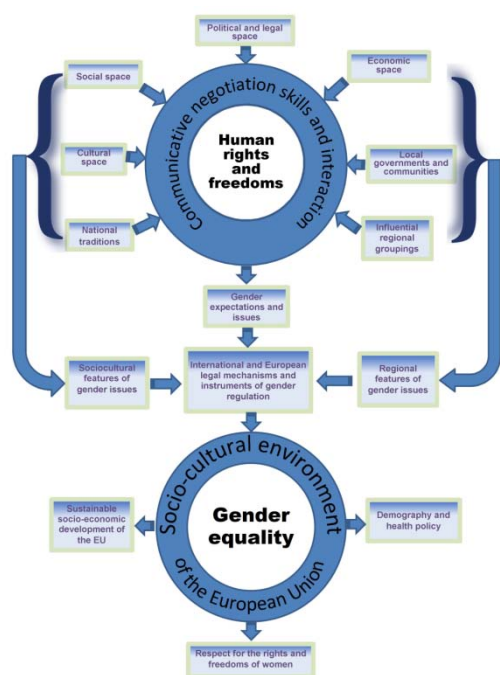 Political and legal
space
Social space
Economic
space
Communicative negotiation skills and interaction
Human
rights
and
freedoms
Cultural
space
Local
governments and
communities
National
traditions
Influential
regional
groupings
Gender
expectations and
issues
Sociocultural
features of
gender issues
International and European
legal mechanisms and
instruments of gender
regulation
Regional
features of
gender issues
Socio-cultural environment
of the European Union
Gender
equality
Sustainable
socio-economic
development of
the EU
Demography and
health policy
Respect for the rights and
freedoms of women